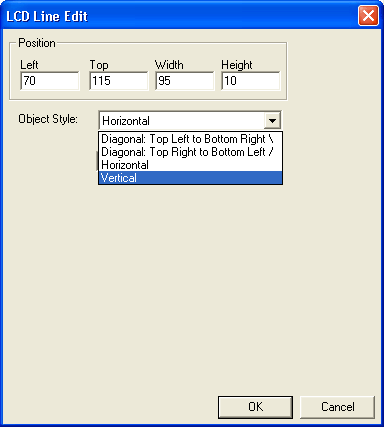 LCD Line Edit
Position
Left Top Width Height
70 115 95 10
Object Style: Horizontal
Diagonal: Top Left to Bottom Right \
Diagonal: Top Right to Bottom Left /
Horizontal
Vertical
OK Cancel